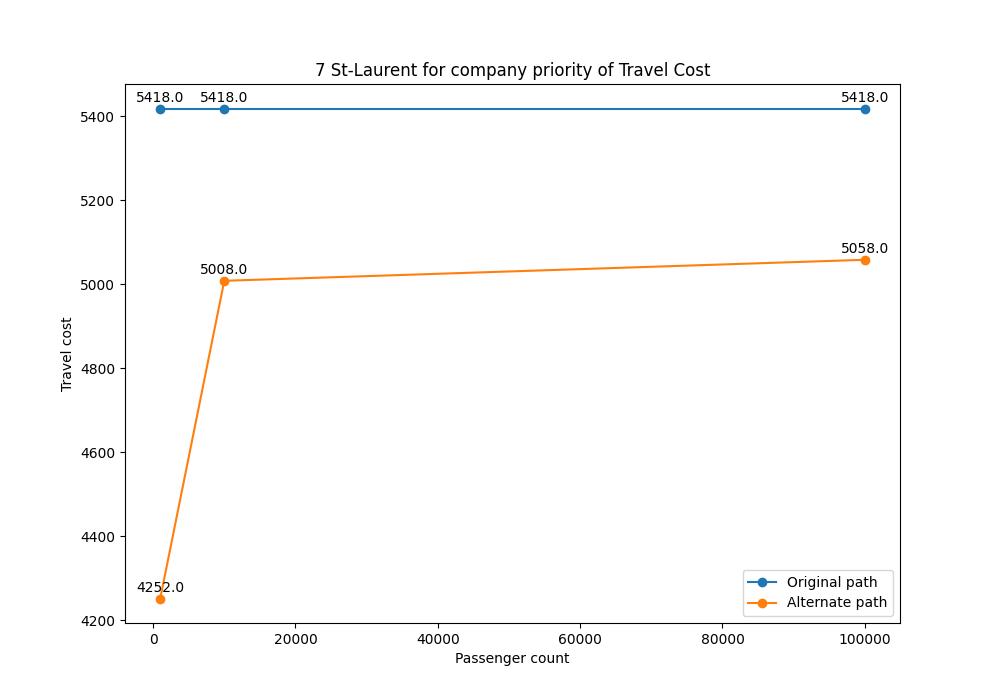 7 St-Laurent for company priority of Travel Cost
5418.0 5418.0 5418.0
5400
5200
5058.0
5008.0
5000
4800
Travel cost
4600
4400
4252.0
4200
Original path
Alternate path
0 20000 40000 60000 80000 100000
Passenger count